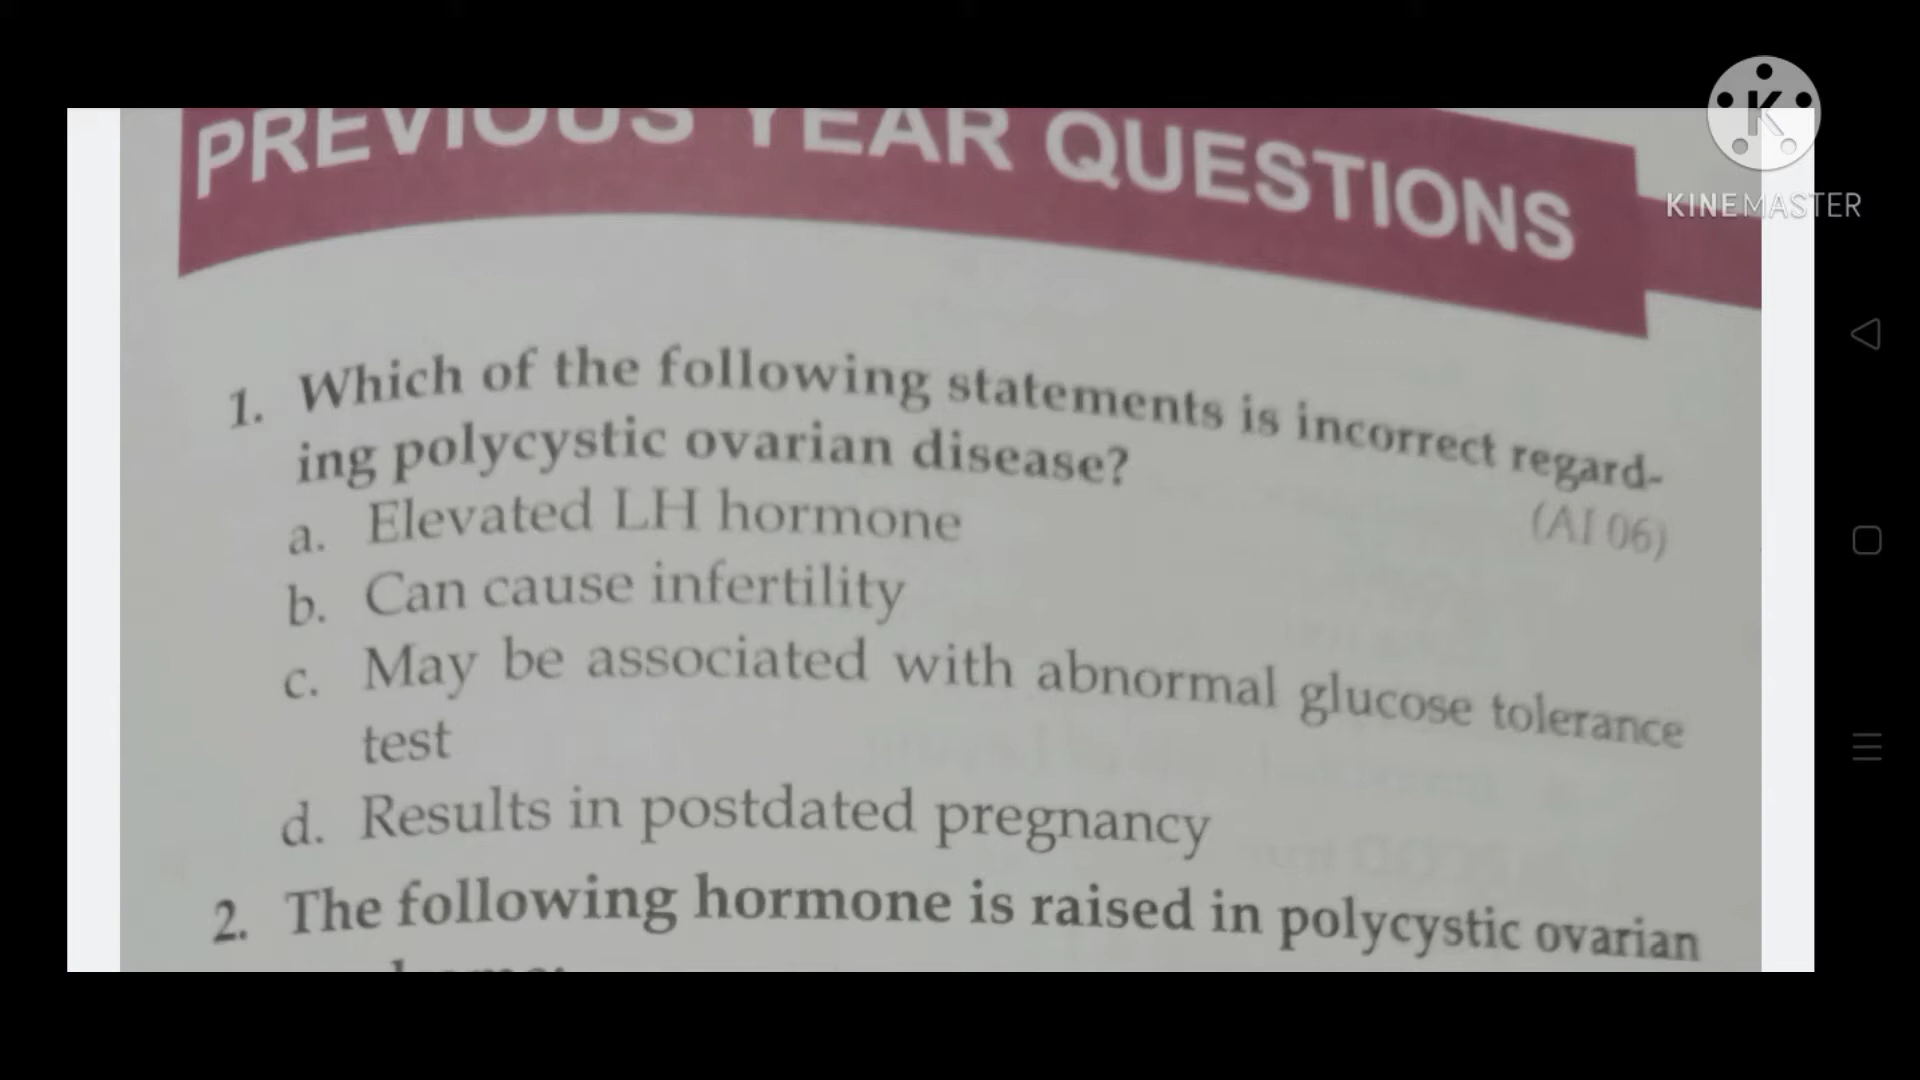 PREVIOUS YEAR QUESTIONS
K
KINEMASTER
1. Which of the following statements is incorrect regard-
ing polycystic ovarian disease?
(AI 06)
a. Elevated LH hormone
b. Can cause infertility
c. May be associated with abnormal glucose tolerance
test
d. Results in postdated pregnancy
2. The following hormone is raised in polycystic ovarian